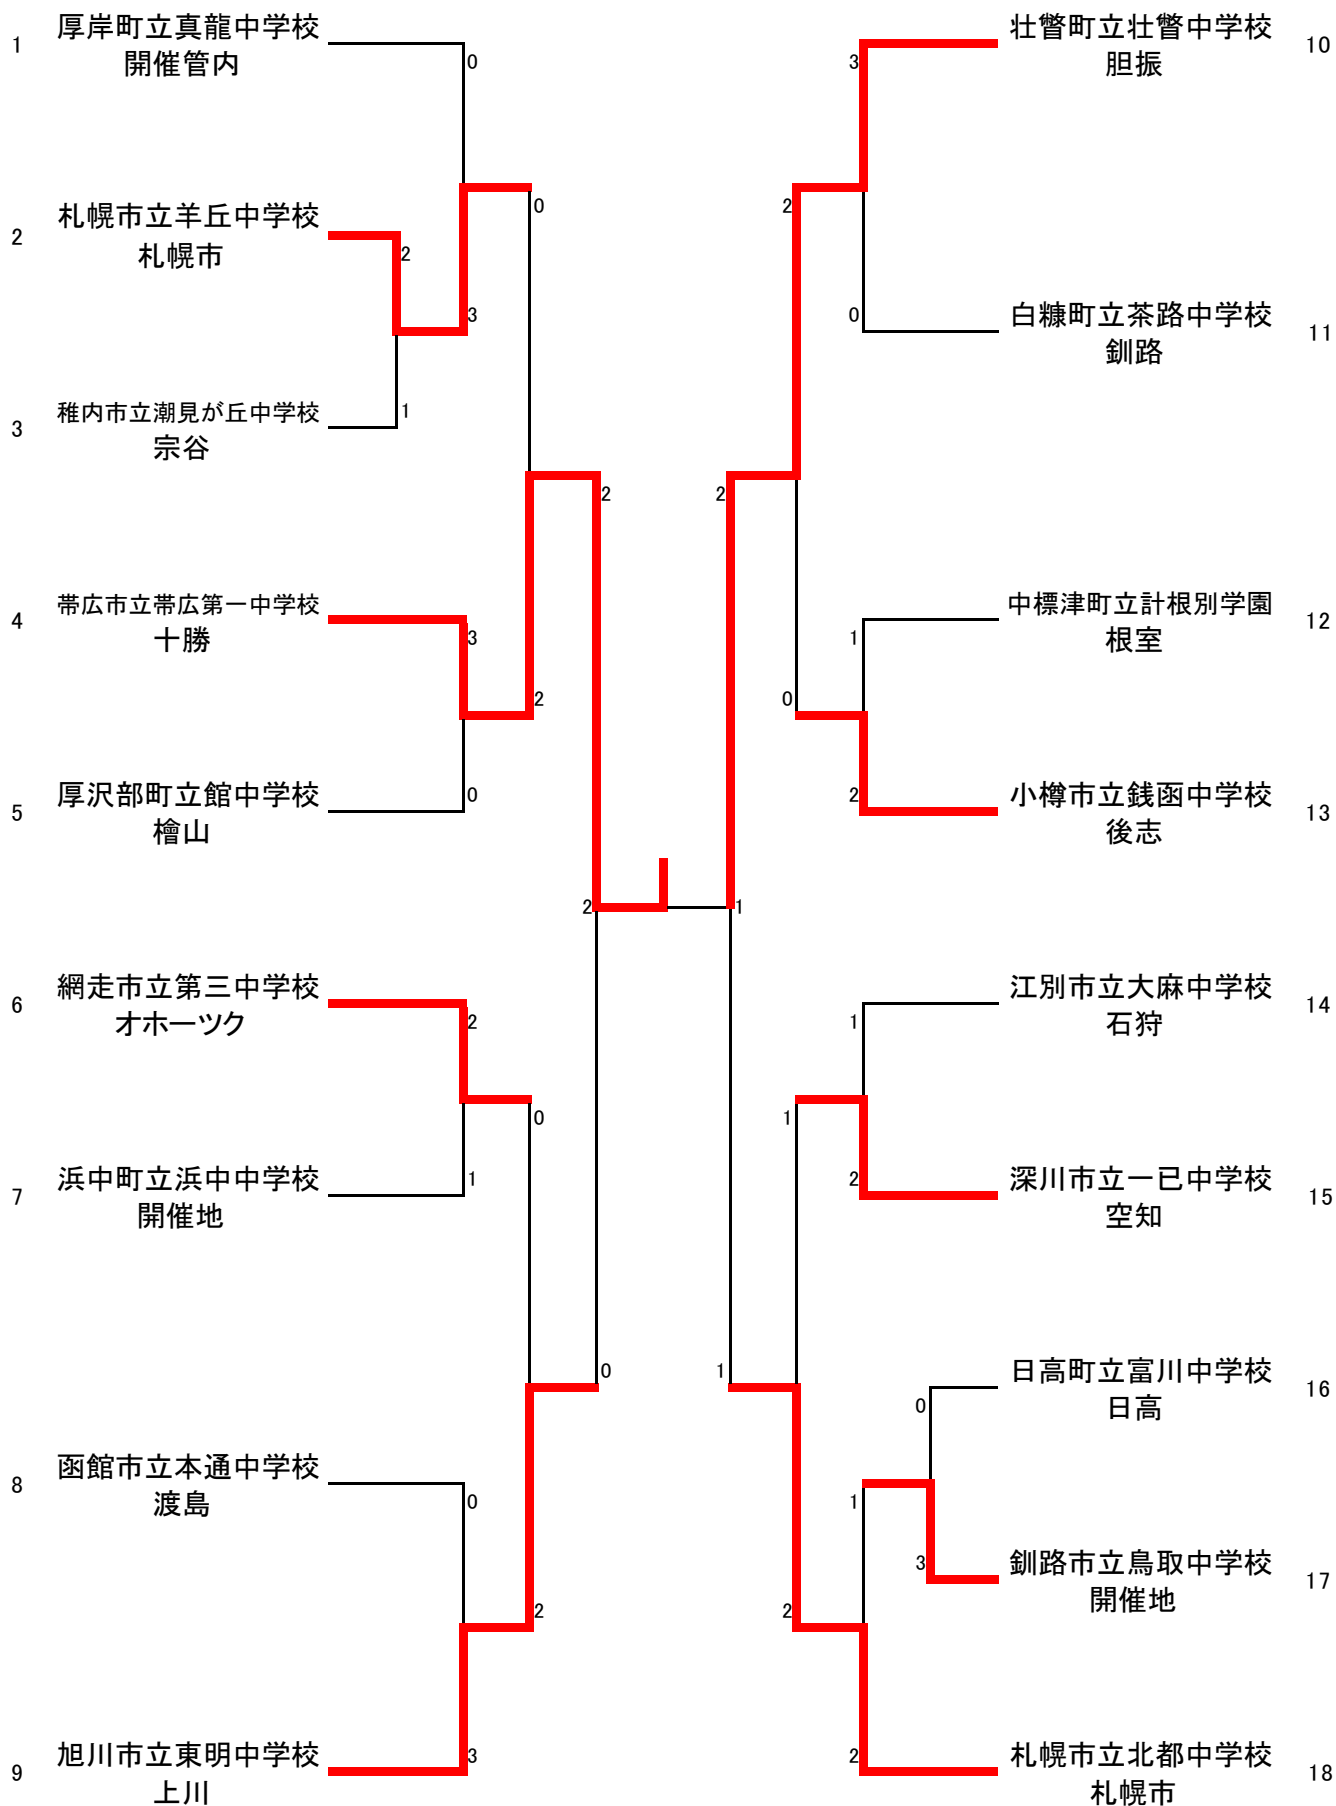 1
厚岸町立真龍中学校
開催管内
0
2
札幌市立羊丘中学校
札幌市
2
0
3
3
稚内市立潮見が丘中学校
宗谷
1
2
4
帯広市立帯広第一中学校
十勝
3
2
5
厚沢部町立館中学校
檜山
0
2
1
6
網走市立第三中学校
オホーツク
2
0
7
浜中町立浜中中学校
開催地
1
0
8
函館市立本通中学校
渡島
0
2
9
旭川市立東明中学校
上川
3
3
壮瞥町立壮瞥中学校
胆振
10
2
0
白糠町立茶路中学校
釧路
11
2
1
中標津町立計根別学園
根室
12
0
2
小樽市立銭函中学校
後志
13
1
江別市立大麻中学校
石狩
14
1
2
深川市立一已中学校
空知
15
1
0
日高町立富川中学校
日高
16
1
3
釧路市立鳥取中学校
開催地
17
2
2
札幌市立北都中学校
札幌市
18